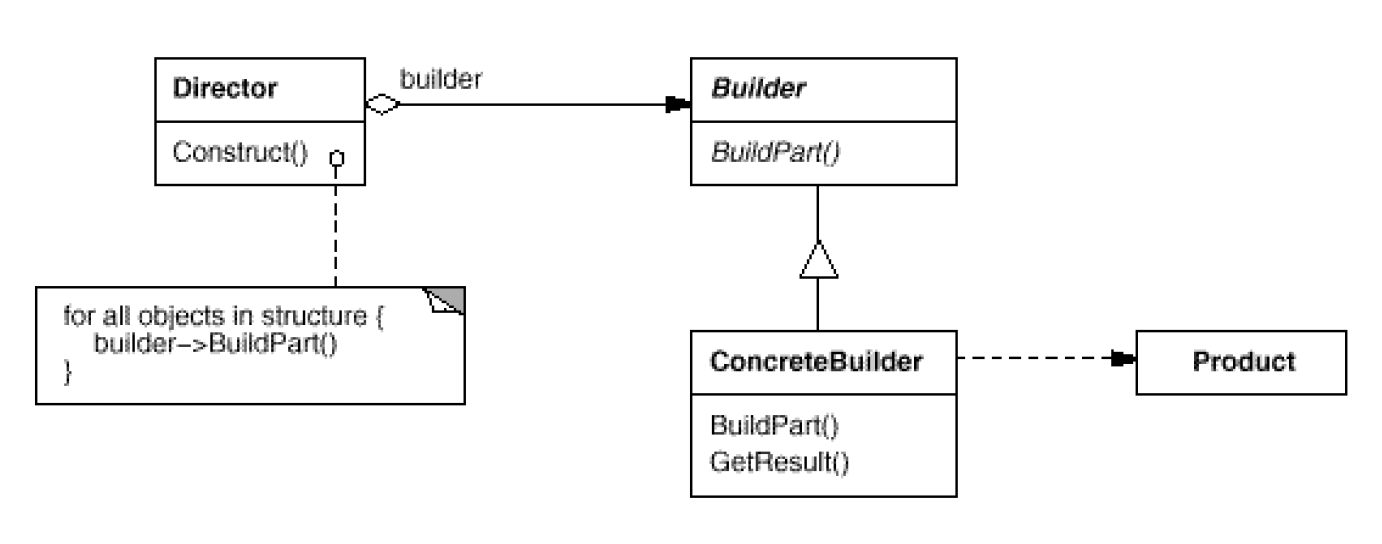 Director
builder
Builder
Construct()
BuildPart()
for all objects in structure {
builder->BuildPart()
}
ConcreteBuilder
Product
BuildPart()
GetResult()